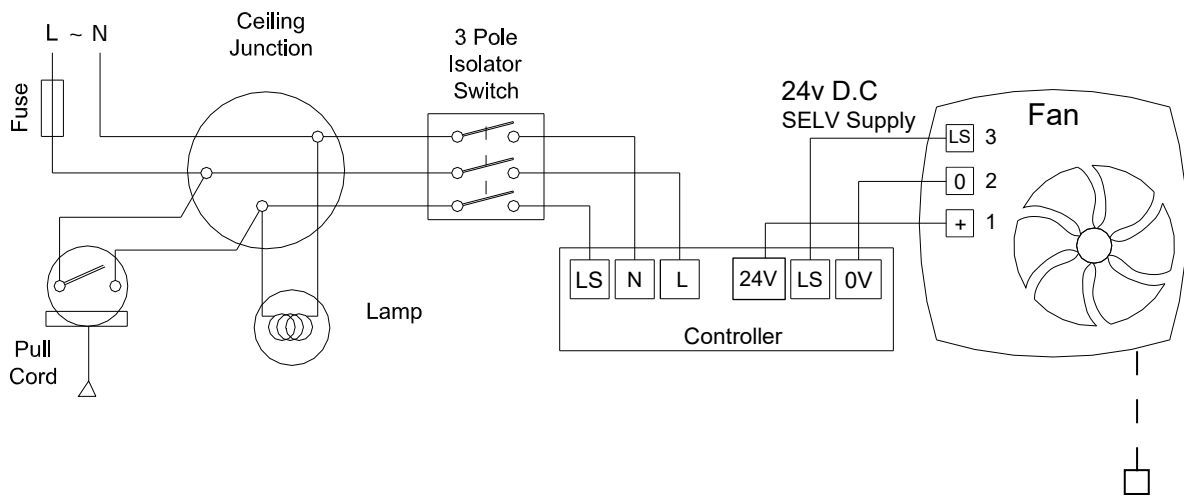 L ~ N
Fuse
Ceiling
Junction
3 Pole
Isolator
Switch
24v D.C
SELV Supply
Fan
LS 3
0 2
+ 1
LS N L 24V LS 0V
Controller
Lamp
Pull
Cord